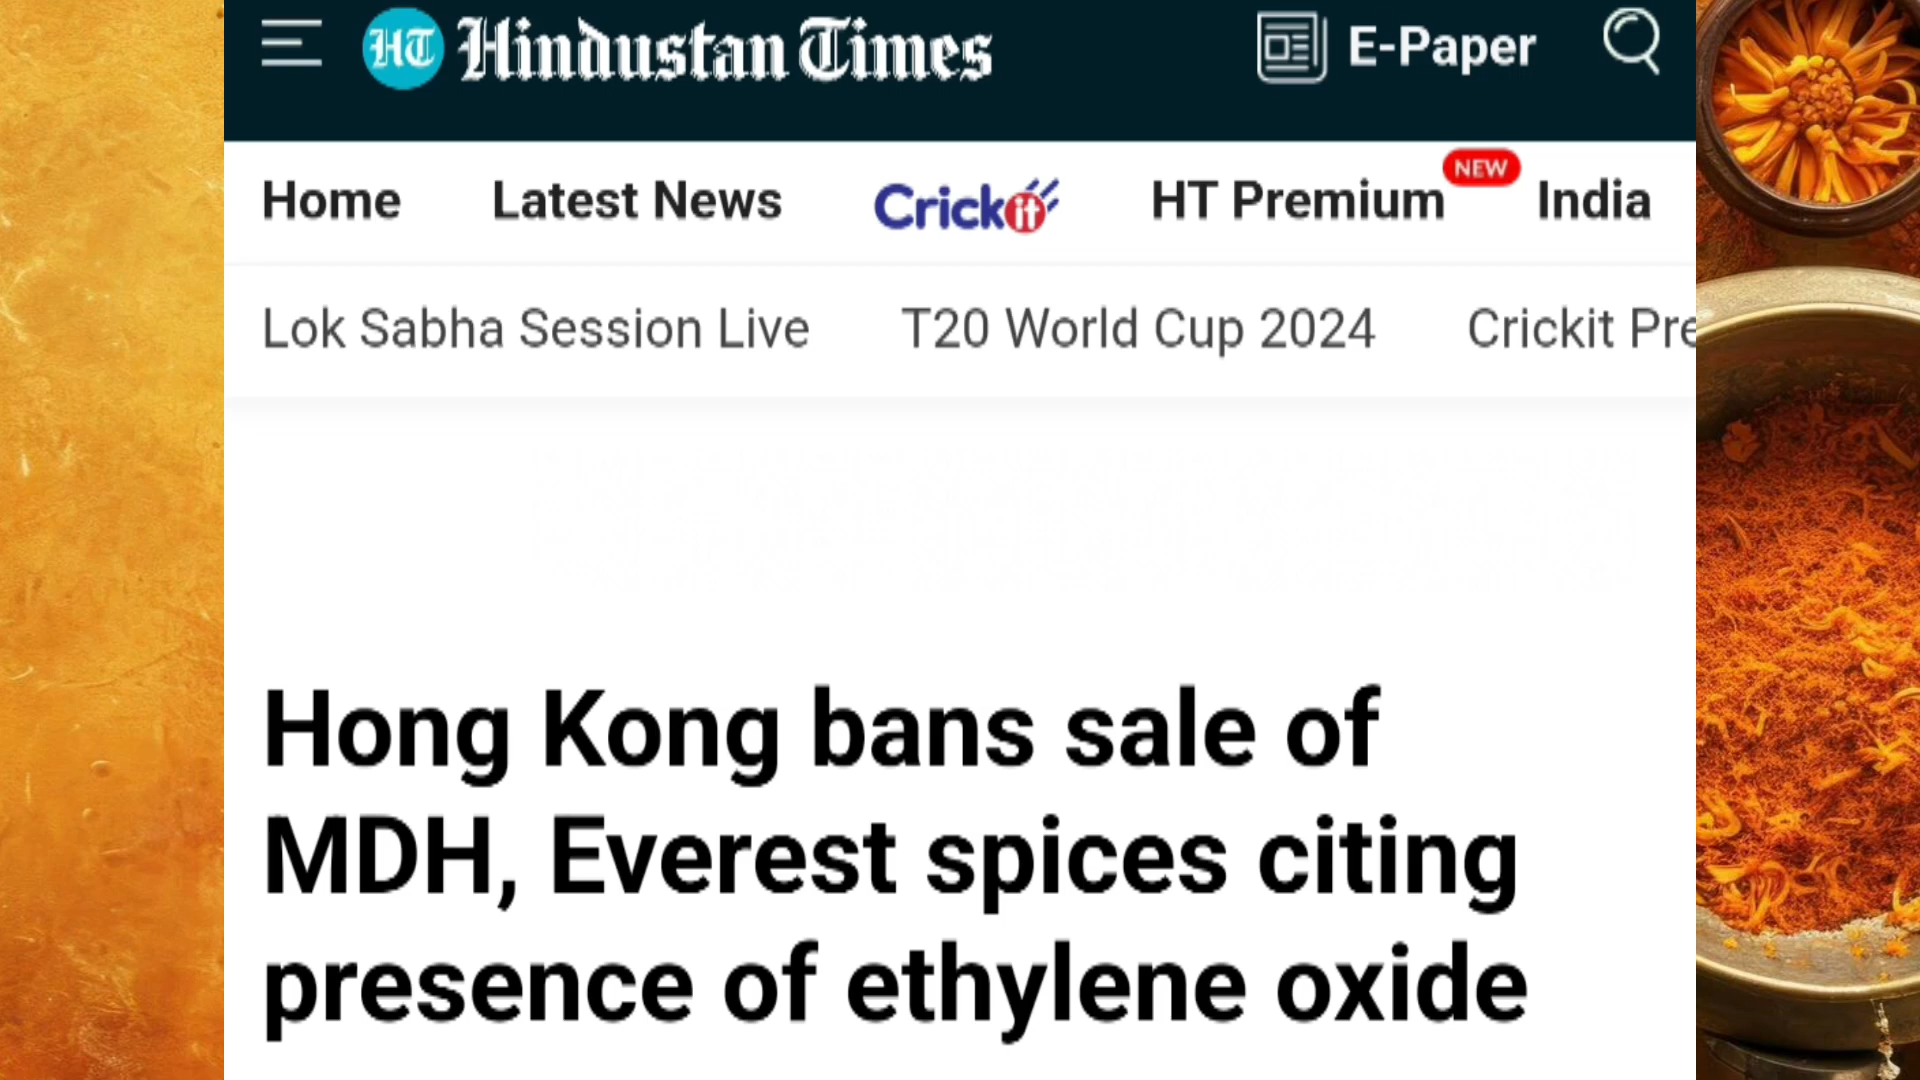 HT Hindustan Times E-Paper
Home Latest News Crickit HT Premium NEW India
Lok Sabha Session Live T20 World Cup 2024 Crickit Pre
Hong Kong bans sale of
MDH, Everest spices citing
presence of ethylene oxide